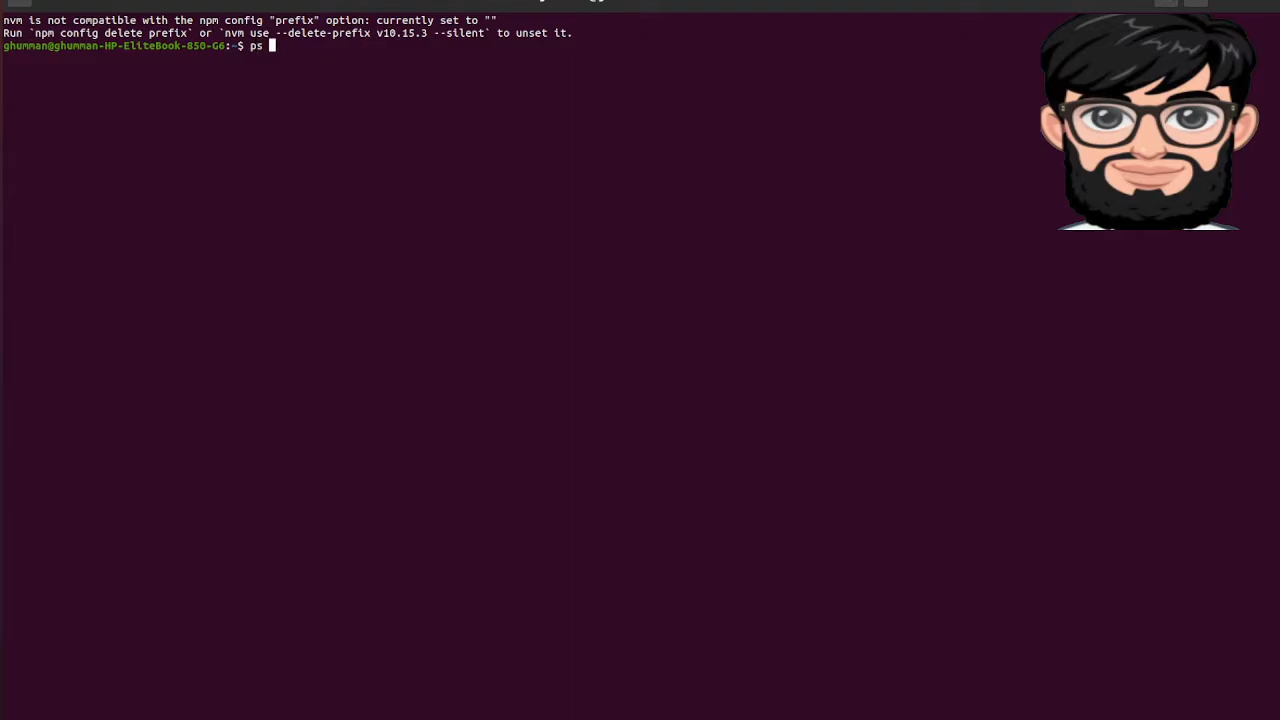 nvm is not compatible with the npm config "prefix" option: currently set to ""
Run `npm config delete prefix` or `nvm use --delete-prefix v10.15.3 --silent` to unset it.
ghumman@ghumman-HP-EliteBook-850-G6:~$ ps